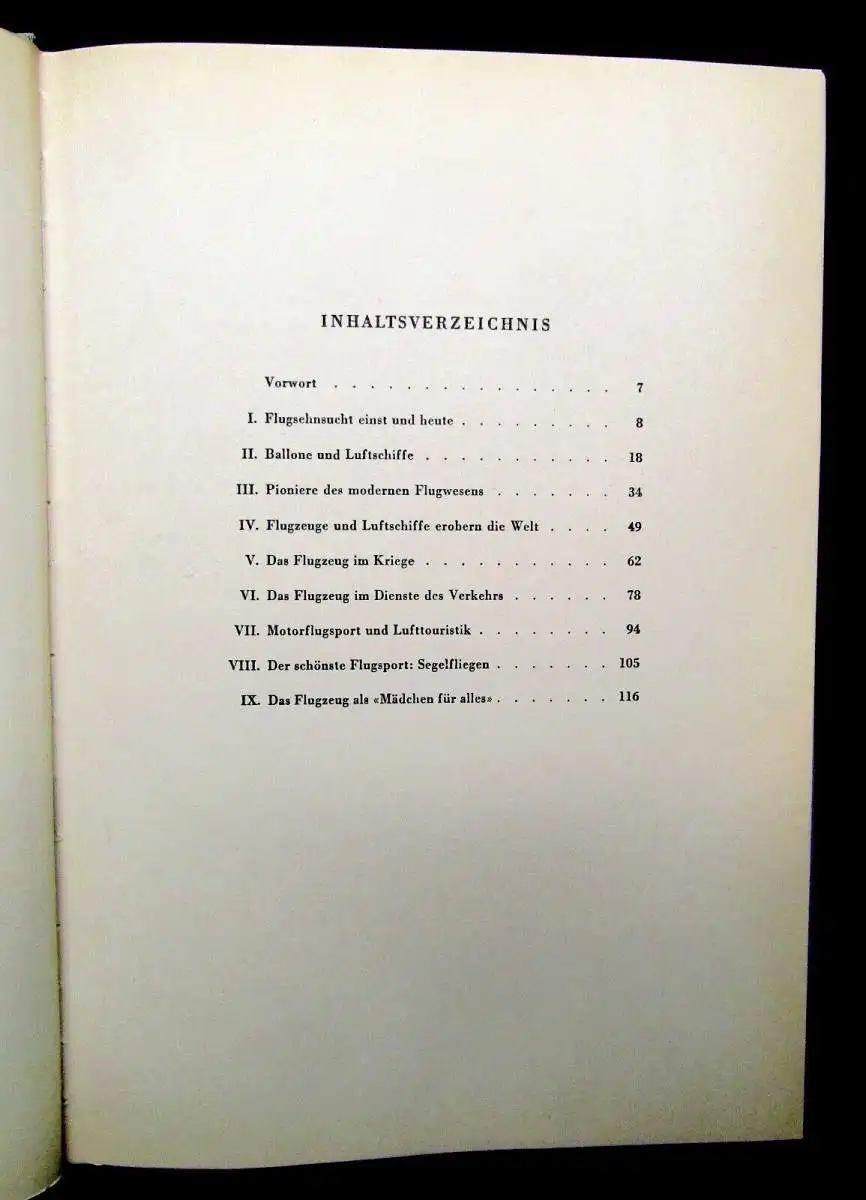 INHALTSVERZEICHNIS
Vorwort . . . . . . . . . . . . . . . . 7
I. Flugsehnsucht einst und heute . . . . . . . . . 8
II. Ballone und Luftschiffe . . . . . . . . . . . 18
III. Pioniere des modernen Flugwesens . . . . . . . 34
IV. Flugzeuge und Luftschiffe erobern die Welt . . . . 49
V. Das Flugzeug im Kriege . . . . . . . . . . . 62
VI. Das Flugzeug im Dienste des Verkehrs . . . . . . 78
VII. Motorflugsport und Lufttouristik . . . . . . . . 94
VIII. Der schönste Flugsport: Segelfliegen . . . . . . . 105
IX. Das Flugzeug als «Mädchen für alles» . . . . . . . 116